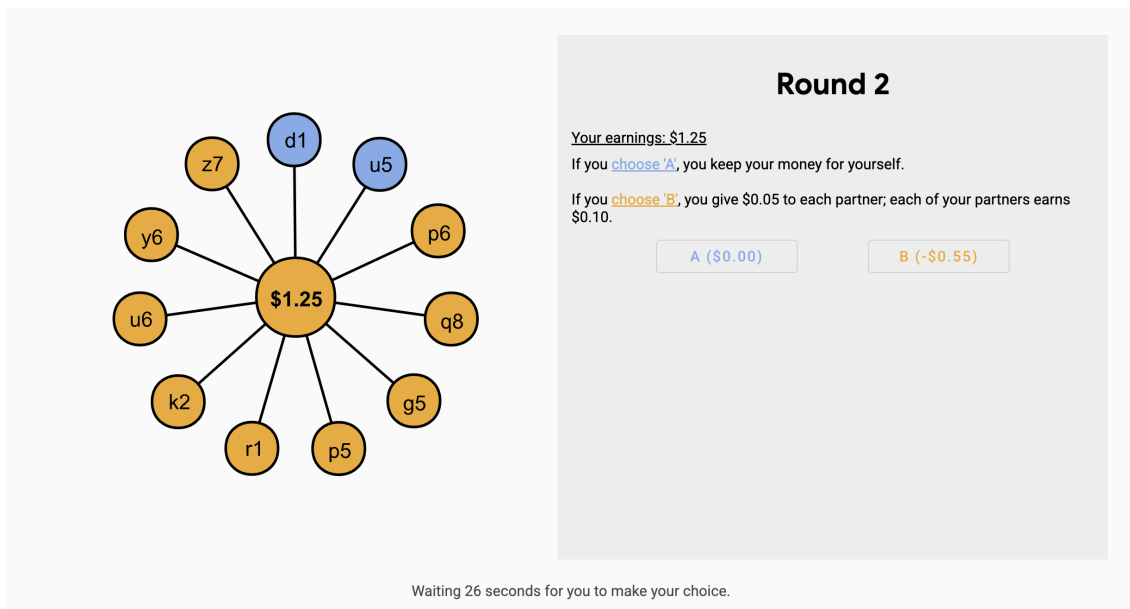 Round 2
d1
z7
u5
Your earnings: $1.25
If you choose 'A', you keep your money for yourself.
If you choose 'B', you give $0.05 to each partner; each of your partners earns
$0.10.
y6
p6
A ($0.00)
B (-$0.55)
$1.25
u6
q8
k2
g5
r1
p5
Waiting 26 seconds for you to make your choice.